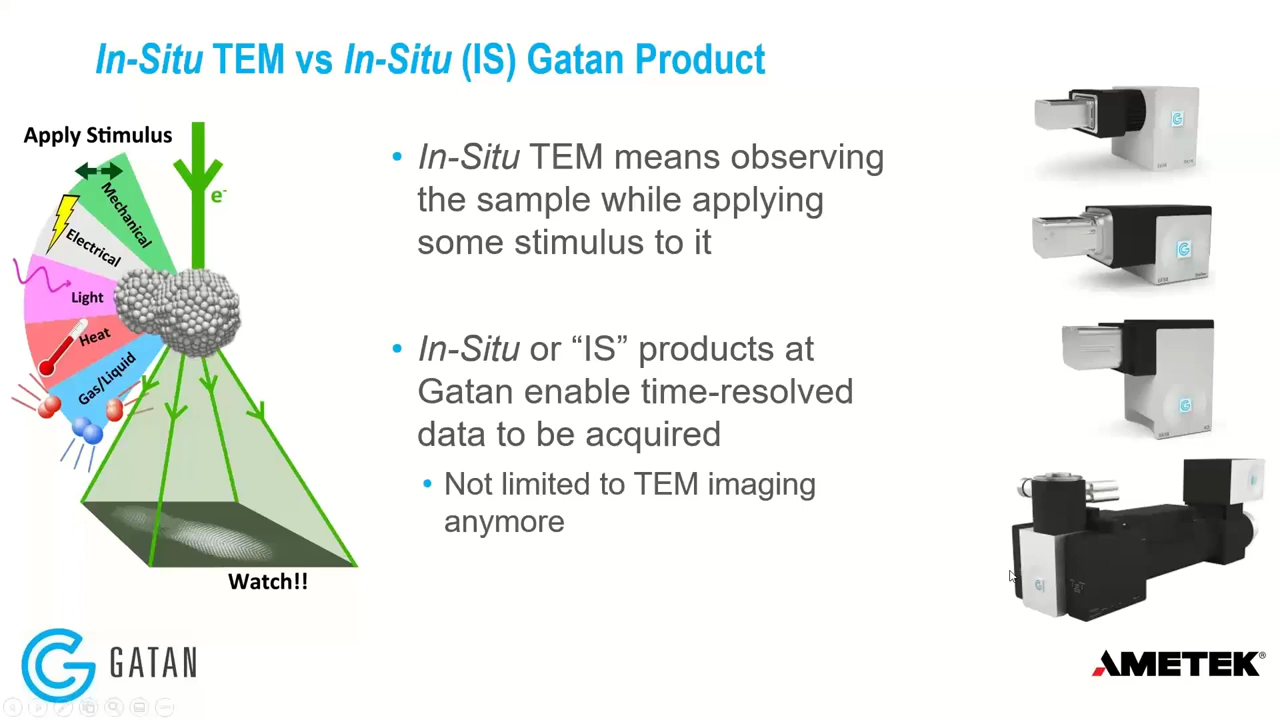 In-Situ TEM vs In-Situ (IS) Gatan Product
Apply Stimulus
e-
Mechanical
Electrical
Light
Heat
Gas/Liquid
Watch!!
• In-Situ TEM means observing
the sample while applying
some stimulus to it
• In-Situ or “IS” products at
Gatan enable time-resolved
data to be acquired
• Not limited to TEM imaging
anymore
GATAN
AMETEK®